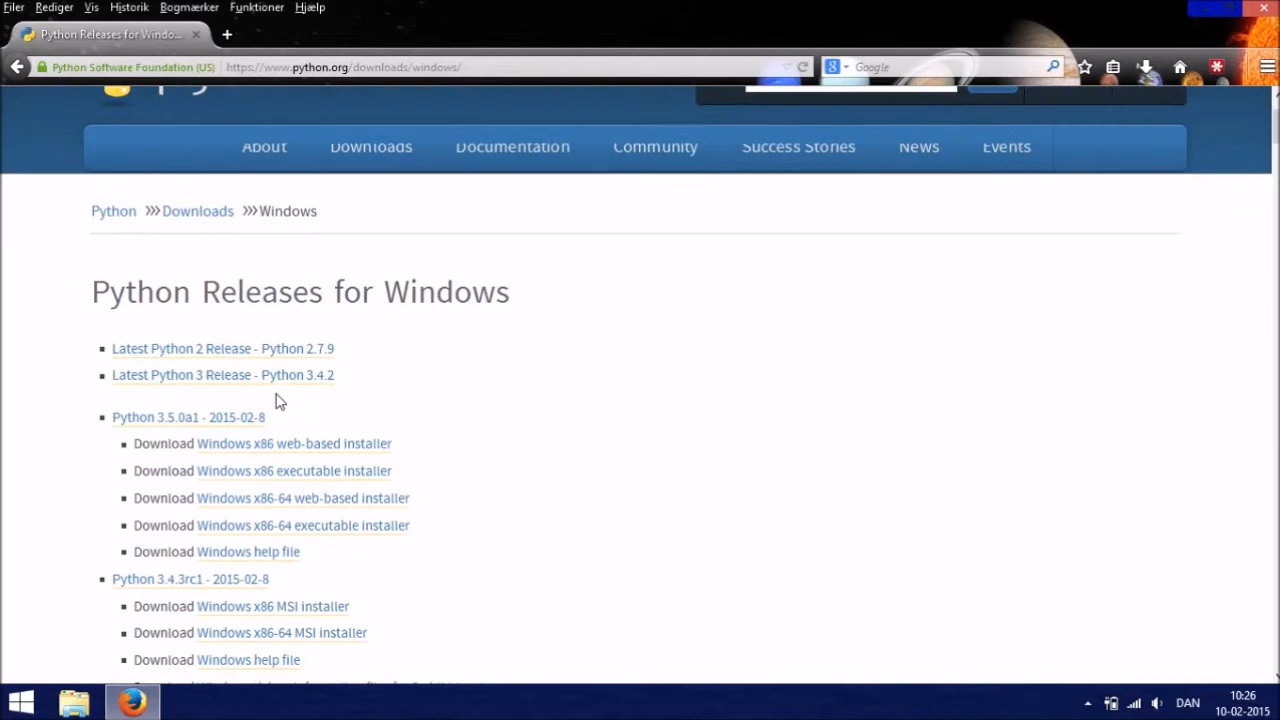 Filer Rediger Vis Historik Bogmærker Funktioner Hjælp
Python Releases for Windo...
Python Software Foundation (US) https://www.python.org/downloads/windows/ Google
About Downloads Documentation Community Success Stories News Events
Python Downloads Windows
Python Releases for Windows
Latest Python 2 Release - Python 2.7.9
Latest Python 3 Release - Python 3.4.2
Python 3.5.0a1 - 2015-02-8
Download Windows x86 web-based installer
Download Windows x86 executable installer
Download Windows x86-64 web-based installer
Download Windows x86-64 executable installer
Download Windows help file
Python 3.4.3rc1 - 2015-02-8
Download Windows x86 MSI installer
Download Windows x86-64 MSI installer
Download Windows help file
DAN 10:26
10-02-2015